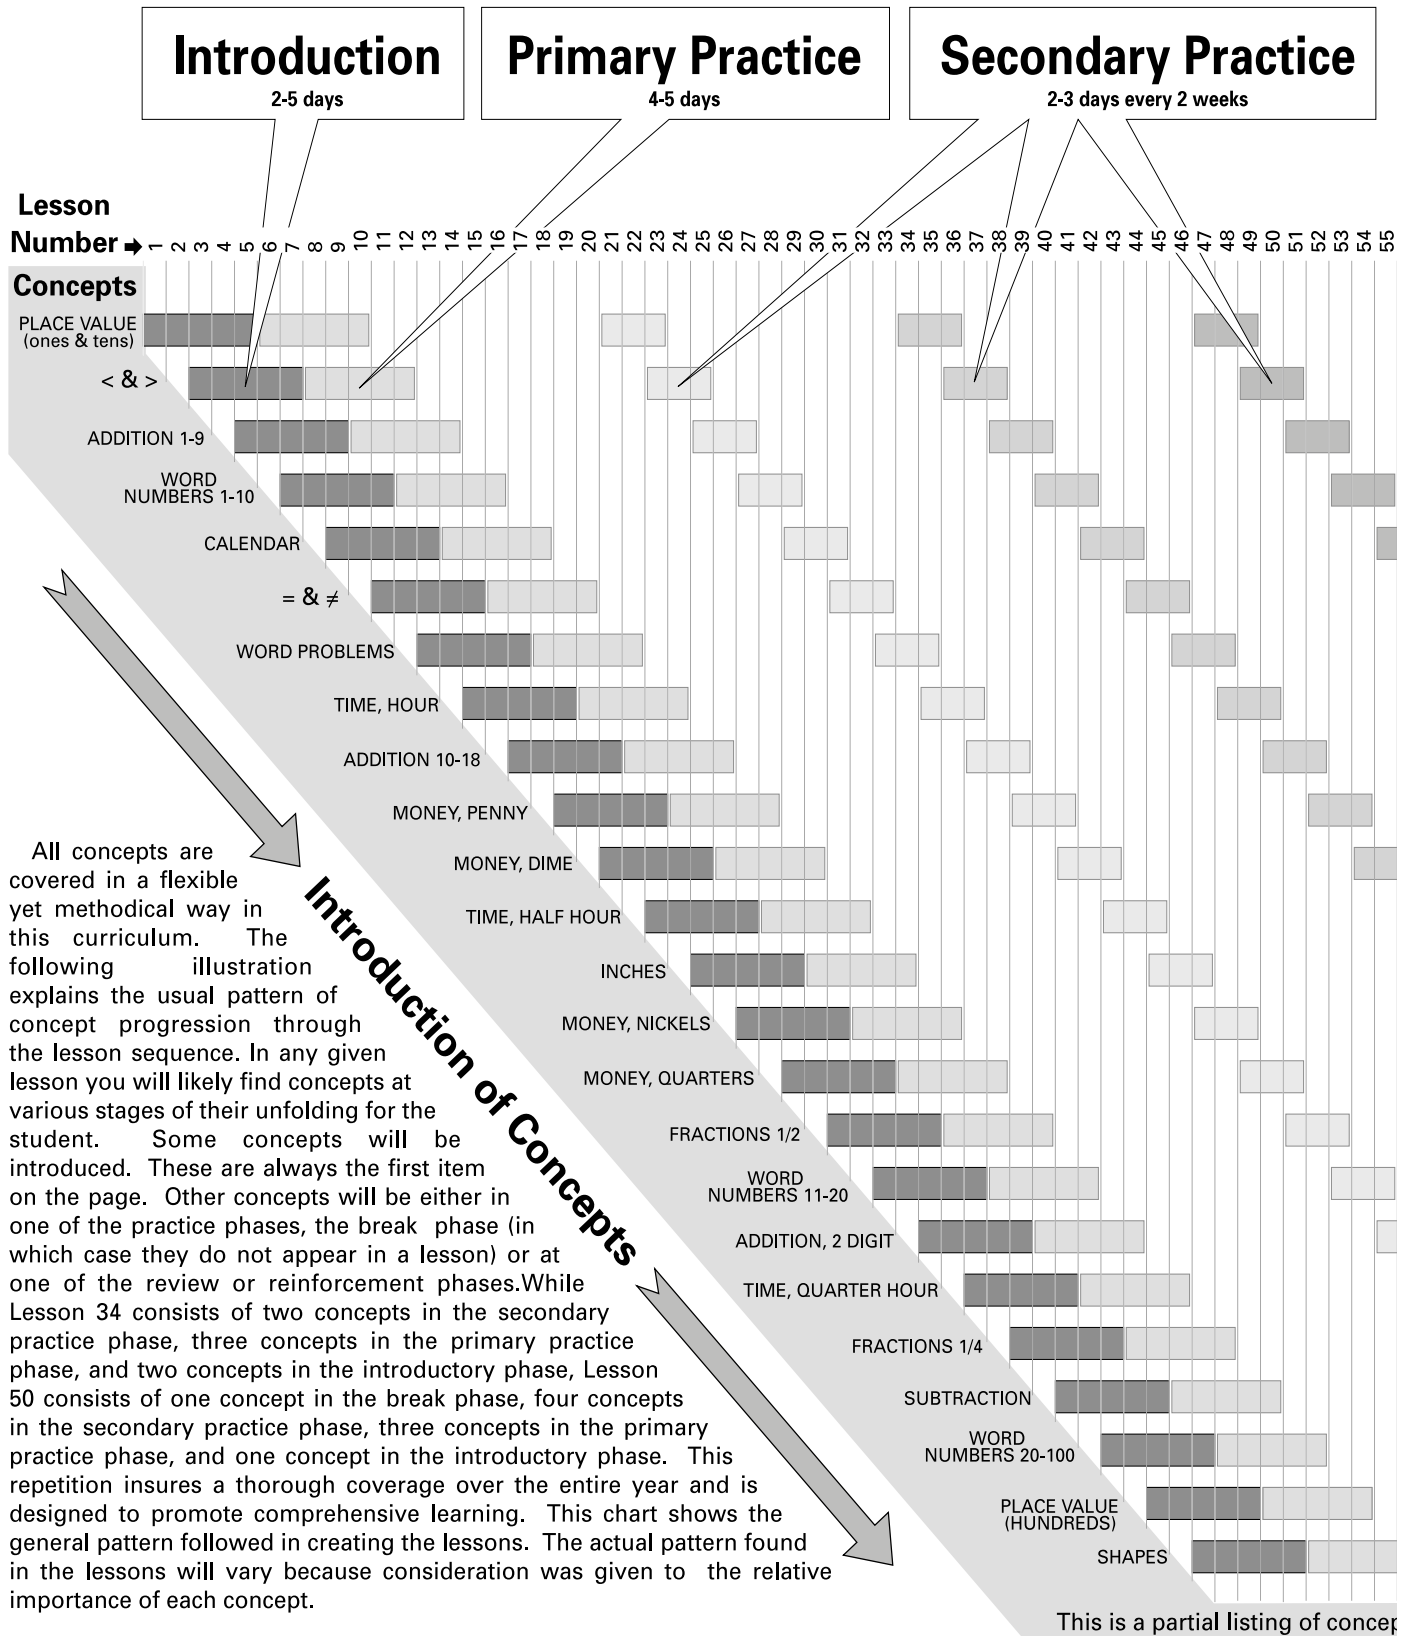 Introduction
2-5 days
Primary Practice
4-5 days
Secondary Practice
2-3 days every 2 weeks
Lesson
Number
1 2 3 4 5 6 7 8 9 10 11 12 13 14 15 16 17 18 19 20 21 22 23 24 25 26 27 28 29 30 31 32 33 34 35 36 37 38 39 40 41 42 43 44 45 46 47 48 49 50 51 52 53 54 55
Concepts
PLACE VALUE
(ones & tens)
< & >
ADDITION 1-9
WORD
NUMBERS 1-10
CALENDAR
= & ≠
WORD PROBLEMS
TIME, HOUR
ADDITION 10-18
MONEY, PENNY
MONEY, DIME
TIME, HALF HOUR
INCHES
MONEY, NICKELS
MONEY, QUARTERS
FRACTIONS 1/2
WORD
NUMBERS 11-20
ADDITION, 2 DIGIT
TIME, QUARTER HOUR
FRACTIONS 1/4
SUBTRACTION
WORD
NUMBERS 20-100
PLACE VALUE
(HUNDREDS)
SHAPES
Introduction of Concepts
All concepts are
covered in a flexible
yet methodical way in
this curriculum. The
following illustration
explains the usual pattern of
concept progression through
the lesson sequence. In any given
lesson you will likely find concepts at
various stages of their unfolding for the
student. Some concepts will be
introduced. These are always the first item
on the page. Other concepts will be either in
one of the practice phases, the break phase (in
which case they do not appear in a lesson) or at
one of the review or reinforcement phases.While
Lesson 34 consists of two concepts in the secondary
practice phase, three concepts in the primary practice
phase, and two concepts in the introductory phase, Lesson
50 consists of one concept in the break phase, four concepts
in the secondary practice phase, three concepts in the primary
practice phase, and one concept in the introductory phase. This
repetition insures a thorough coverage over the entire year and is
designed to promote comprehensive learning. This chart shows the
general pattern followed in creating the lessons. The actual pattern found
in the lessons will vary because consideration was given to the relative
importance of each concept.
This is a partial listing of